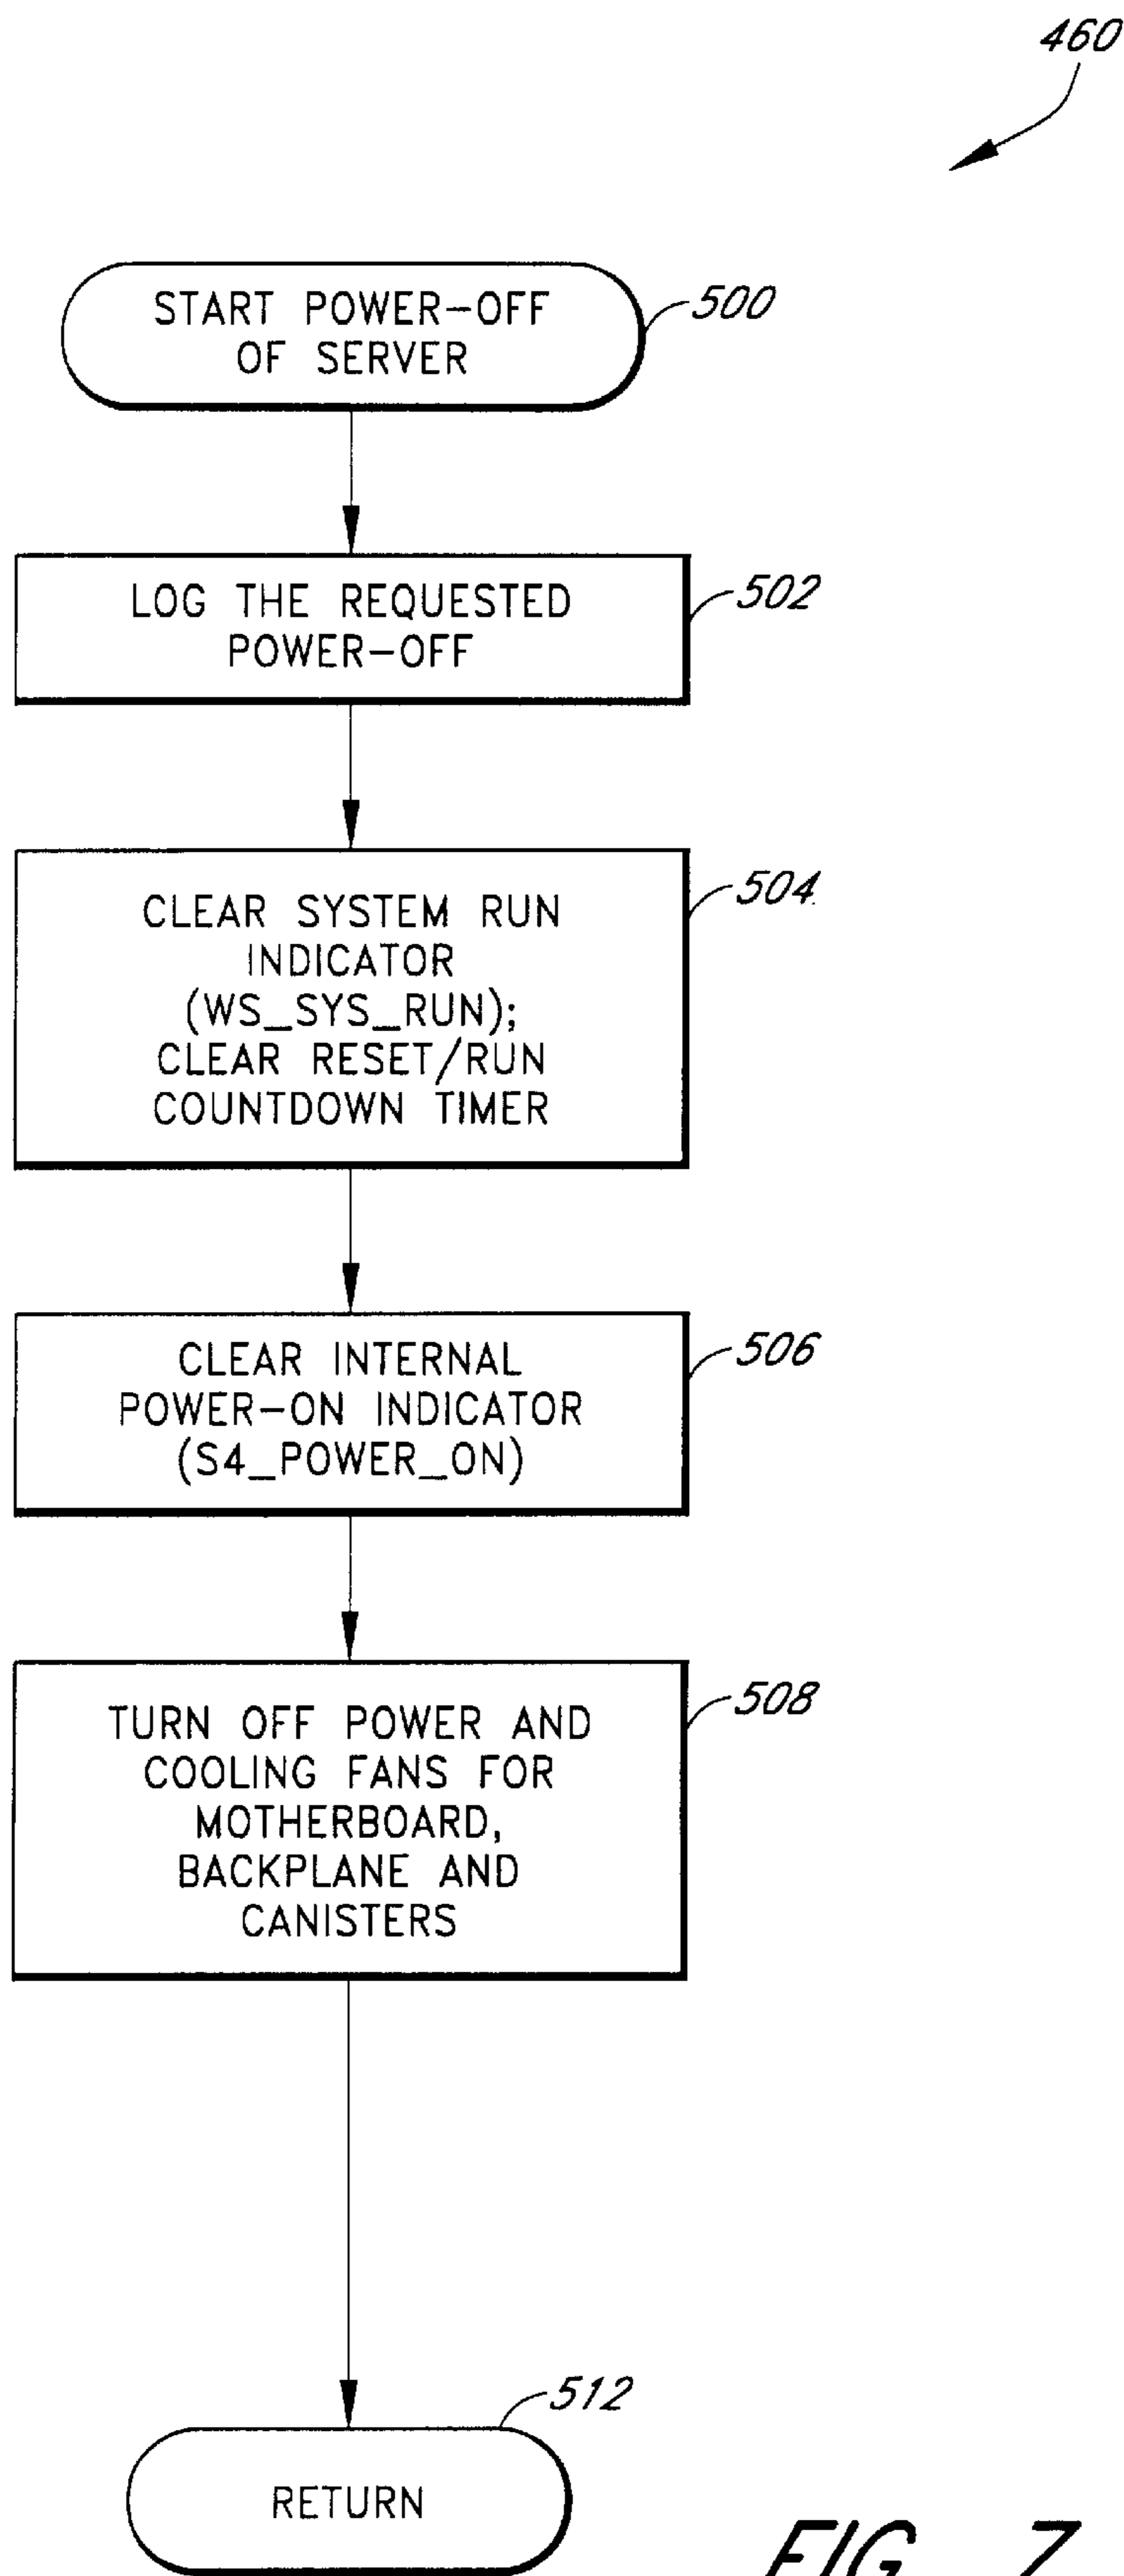 460
START POWER-OFF
OF SERVER
500
LOG THE REQUESTED
POWER-OFF
502
CLEAR SYSTEM RUN
INDICATOR
(WS_SYS_RUN);
CLEAR RESET/RUN
COUNTDOWN TIMER
504
CLEAR INTERNAL
POWER-ON INDICATOR
(S4_POWER_ON)
506
TURN OFF POWER AND
COOLING FANS FOR
MOTHERBOARD,
BACKPLANE AND
CANISTERS
508
512
RETURN
FIG. 7